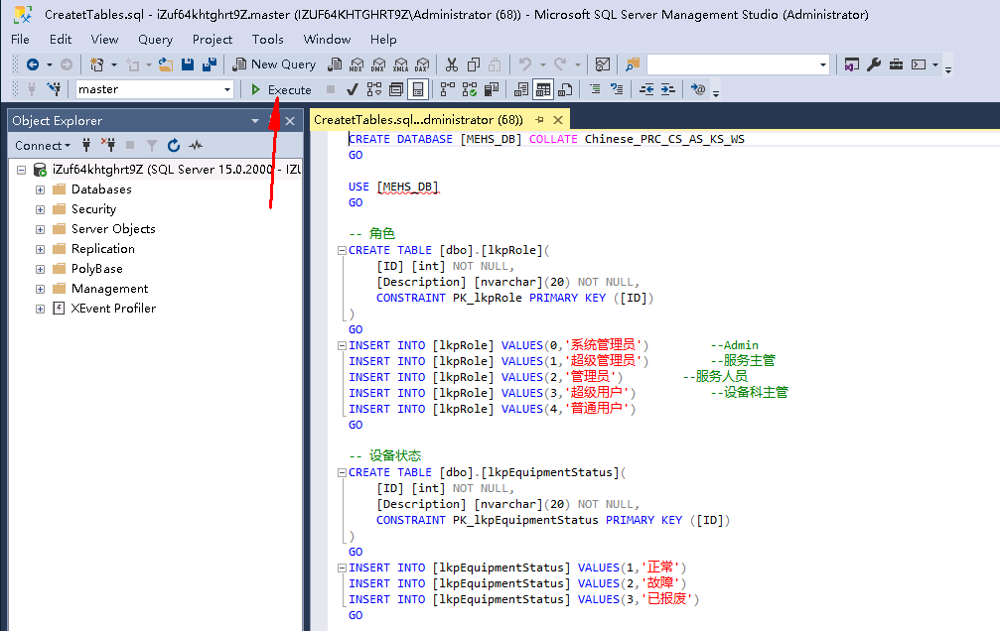 CreatetTables.sql - iZuf64khtghrt9Z.master (IZUF64KHTGHRT9Z\Administrator (68)) - Microsoft SQL Server Management Studio (Administrator)
File Edit View Query Project Tools Window Help
New Query MDX DMX XMLA DAX
master Execute
Object Explorer
Connect
iZuf64khtghrt9Z (SQL Server 15.0.2000 - IZU
Databases
Security
Server Objects
Replication
PolyBase
Management
XEvent Profiler
CreatetTables.sql...dministrator (68))
CREATE DATABASE [MEHS_DB] COLLATE Chinese_PRC_CS_AS_KS_WS
GO
USE [MEHS_DB]
GO
-- 角色
CREATE TABLE [dbo].[lkpRole](
[ID] [int] NOT NULL,
[Description] [nvarchar](20) NOT NULL,
CONSTRAINT PK_lkpRole PRIMARY KEY ([ID])
)
GO
INSERT INTO [lkpRole] VALUES(0,'系统管理员') --Admin
INSERT INTO [lkpRole] VALUES(1,'超级管理员') --服务主管
INSERT INTO [lkpRole] VALUES(2,'管理员') --服务人员
INSERT INTO [lkpRole] VALUES(3,'超级用户') --设备科主管
INSERT INTO [lkpRole] VALUES(4,'普通用户')
GO
-- 设备状态
CREATE TABLE [dbo].[lkpEquipmentStatus](
[ID] [int] NOT NULL,
[Description] [nvarchar](20) NOT NULL,
CONSTRAINT PK_lkpEquipmentStatus PRIMARY KEY ([ID])
)
GO
INSERT INTO [lkpEquipmentStatus] VALUES(1,'正常')
INSERT INTO [lkpEquipmentStatus] VALUES(2,'故障')
INSERT INTO [lkpEquipmentStatus] VALUES(3,'已报废')
GO